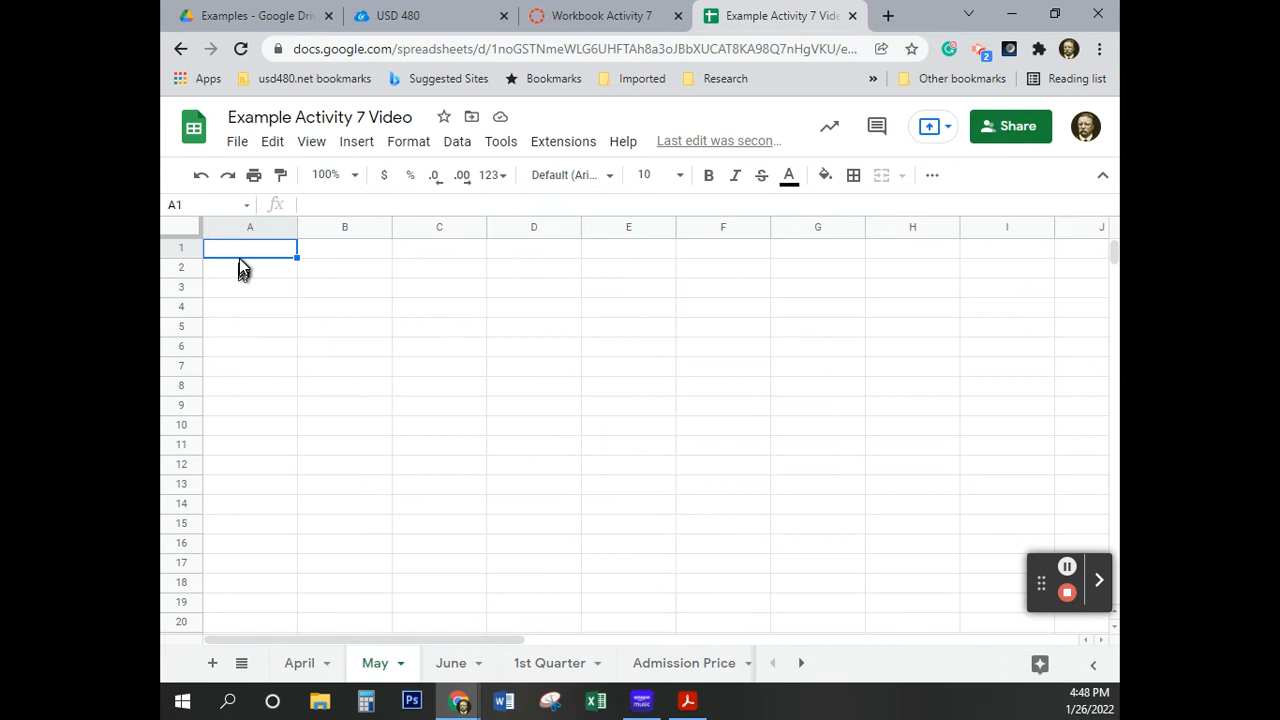 Examples - Google Dri
USD 480
Workbook Activity 7
Example Activity 7 Vide
docs.google.com/spreadsheets/d/1noGSTNmeWLG6UHFTAh8a3oJBbXUCAT8KA98Q7nHgVKU/e...
2
Apps
usd480.net bookmarks
Suggested Sites
Bookmarks
Imported
Research
»
Other bookmarks
Reading list
Example Activity 7 Video
Share
File Edit View Insert Format Data Tools Extensions Help Last edit was secon...
100% $ % .0 .00 123 Default (Ari... 10 B I S A
A1 fx
A B C D E F G H I J
1
2
3
4
5
6
7
8
9
10
11
12
13
14
15
16
17
18
19
20
April May June 1st Quarter Admission Price
Ps W X music
4:48 PM
1/26/2022